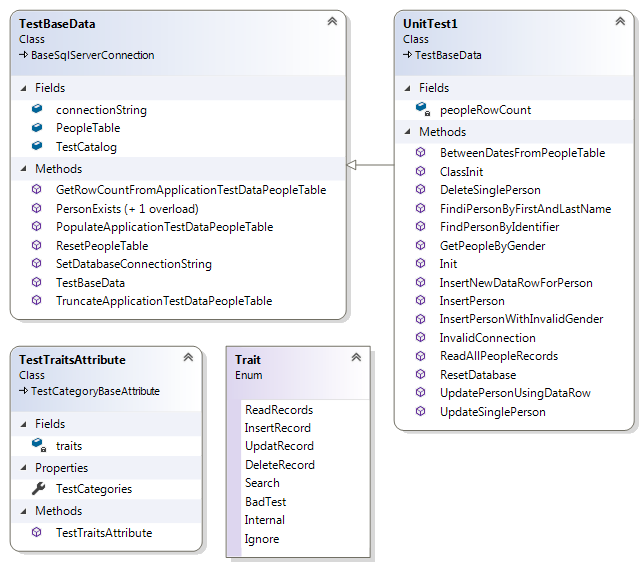 TestBaseData
Class
BaseSqlServerConnection
Fields
connectionString
PeopleTable
TestCatalog
Methods
GetRowCountFromApplicationTestDataPeopleTable
PersonExists (+ 1 overload)
PopulateApplicationTestDataPeopleTable
ResetPeopleTable
SetDatabaseConnectionString
TestBaseData
TruncateApplicationTestDataPeopleTable
UnitTest1
Class
TestBaseData
Fields
peopleRowCount
Methods
BetweenDatesFromPeopleTable
ClassInit
DeleteSinglePerson
FindiPersonByFirstAndLastName
FindPersonByIdentifier
GetPeopleByGender
Init
InsertNewDataRowForPerson
InsertPerson
InsertPersonWithInvalidGender
InvalidConnection
ReadAllPeopleRecords
ResetDatabase
UpdatePersonUsingDataRow
UpdateSinglePerson
TestTraitsAttribute
Class
TestCategoryBaseAttribute
Fields
traits
Properties
TestCategories
Methods
TestTraitsAttribute
Trait
Enum
ReadRecords
InsertRecord
UpdatRecord
DeleteRecord
Search
BadTest
Internal
Ignore